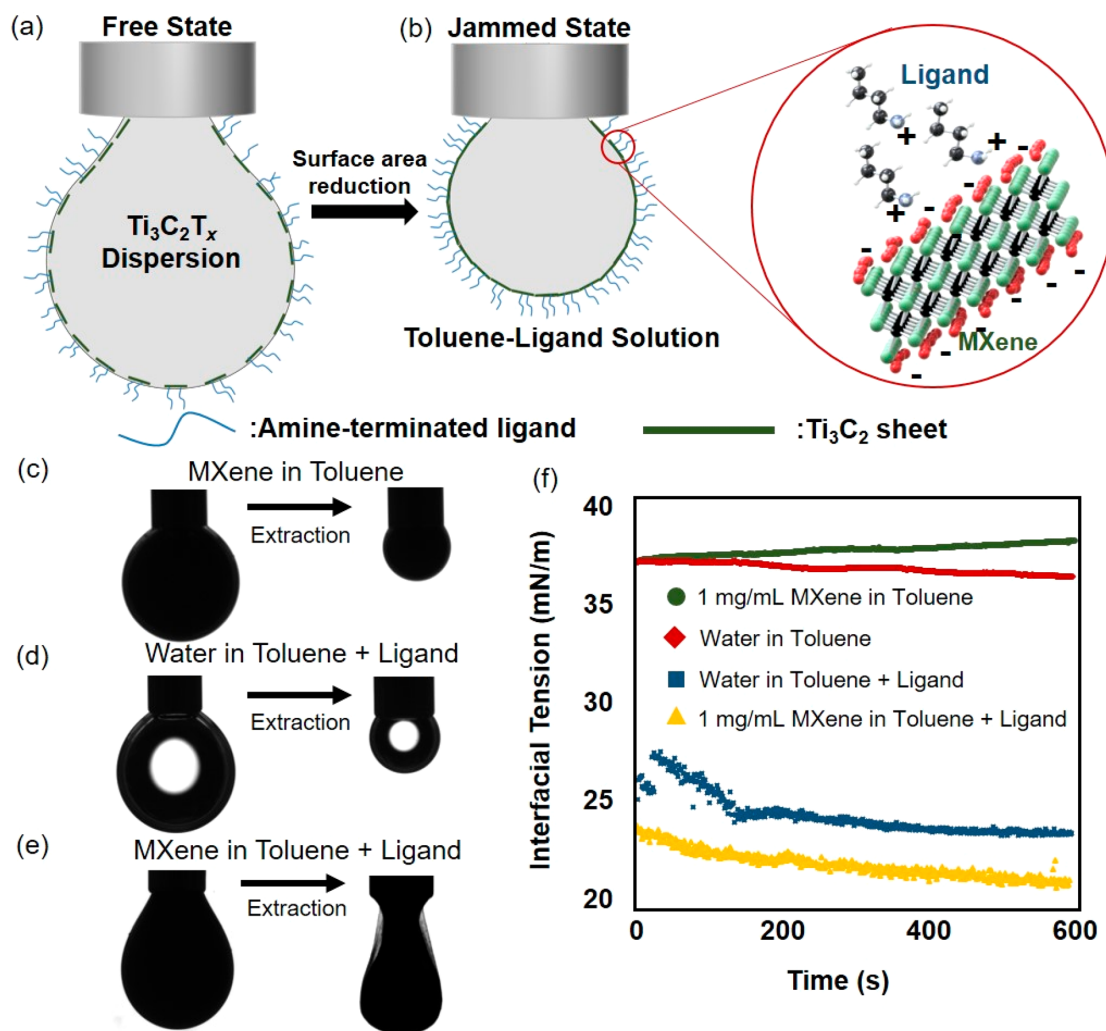 (a)
Free State
(b)
Jammed State
Ligand
+
+
+
-
-
-
-
-
-
-
-
-
-
-
-
MXene
Surface area
reduction
Ti₃C₂Tₓ
Dispersion
Toluene-Ligand Solution
:Amine-terminated ligand
:Ti₃C₂ sheet
(c)
MXene in Toluene
Extraction
(d)
Water in Toluene + Ligand
Extraction
(e)
MXene in Toluene + Ligand
Extraction
(f)
Interfacial Tension (mN/m)
40
35
30
25
20
1 mg/mL MXene in Toluene
Water in Toluene
Water in Toluene + Ligand
1 mg/mL MXene in Toluene + Ligand
0
200
400
600
Time (s)